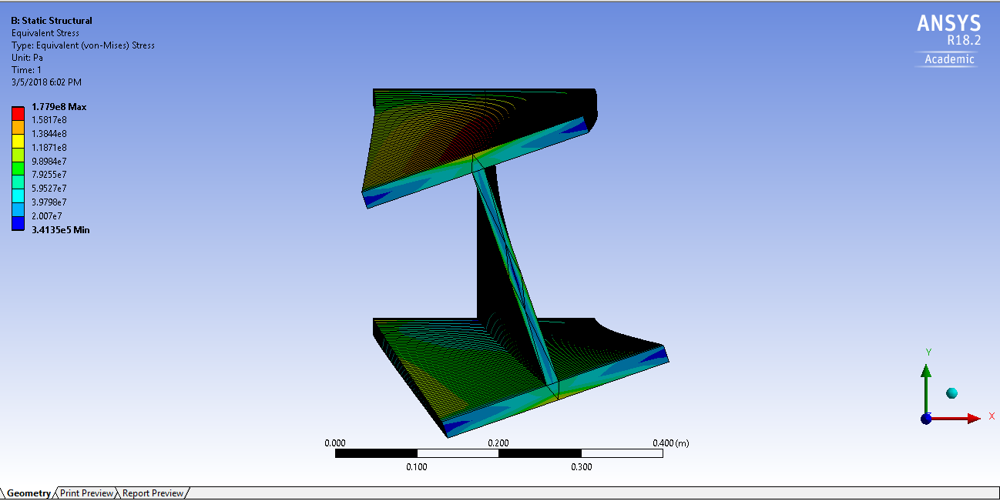 B: Static Structural
Equivalent Stress
Type: Equivalent (von-Mises) Stress
Unit: Pa
Time: 1
3/5/2018 6:02 PM
1.779e8 Max
1.5817e8
1.3844e8
1.1871e8
9.8984e7
7.9255e7
5.9527e7
3.9798e7
2.007e7
3.4135e5 Min
ANSYS
R18.2
Academic
Y
X
0.000
0.200
0.400 (m)
0.100
0.300
Geometry
Print Preview
Report Preview